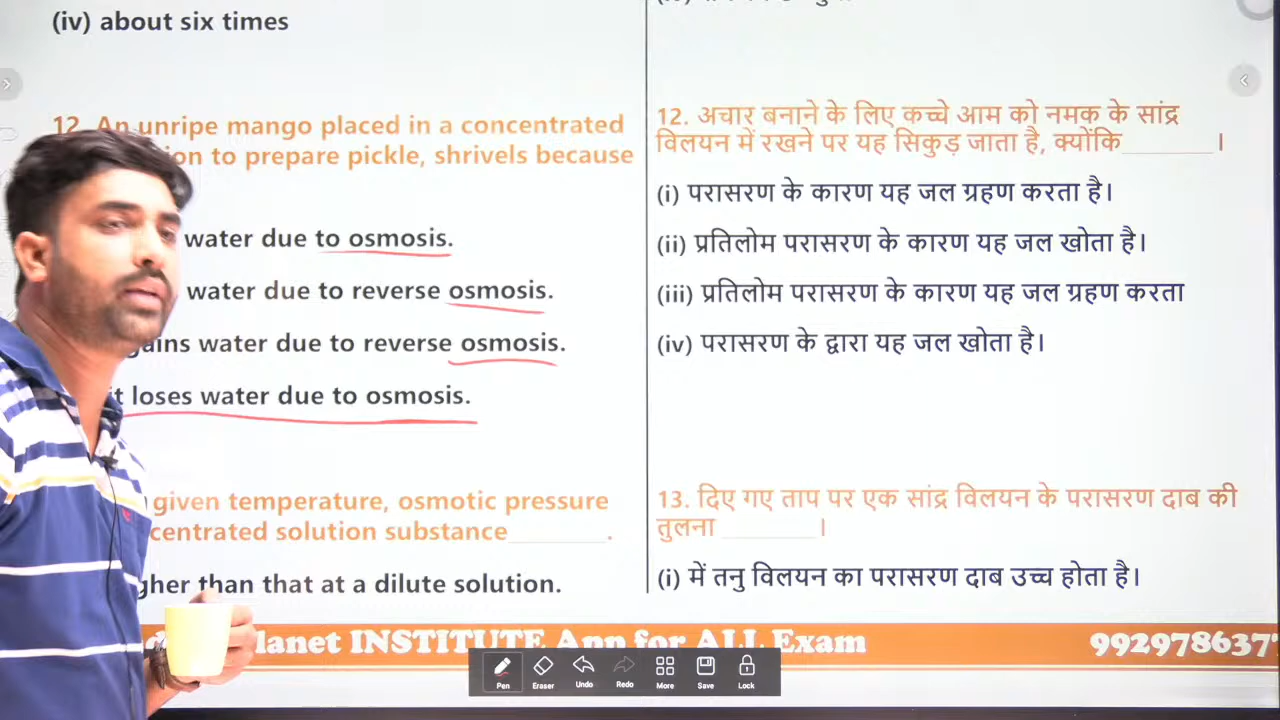 (iv) about six times
12. An unripe mango placed in a concentrated
to prepare pickle, shrivels because
water due to osmosis.
water due to reverse osmosis.
gains water due to reverse osmosis.
it loses water due to osmosis.
given temperature, osmotic pressure
solution substance________.
than that at a dilute solution.
12. अचार बनाने के लिए कच्चे आम को नमक के सांद्र
विलयन में रखने पर यह सिकुड़ जाता है, क्योंकि________।
(i) परासरण के कारण यह जल ग्रहण करता है।
(ii) प्रतिलोम परासरण के कारण यह जल खोता है।
(iii) प्रतिलोम परासरण के कारण यह जल ग्रहण करता
(iv) परासरण के द्वारा यह जल खोता है।
13. दिए गए ताप पर एक सांद्र विलयन के परासरण दाब की
तुलना ________।
(i) में तनु विलयन का परासरण दाब उच्च होता है।
INSTITUTE App for ALL Exam
992978637
Pen Eraser Undo Redo More Save Lock